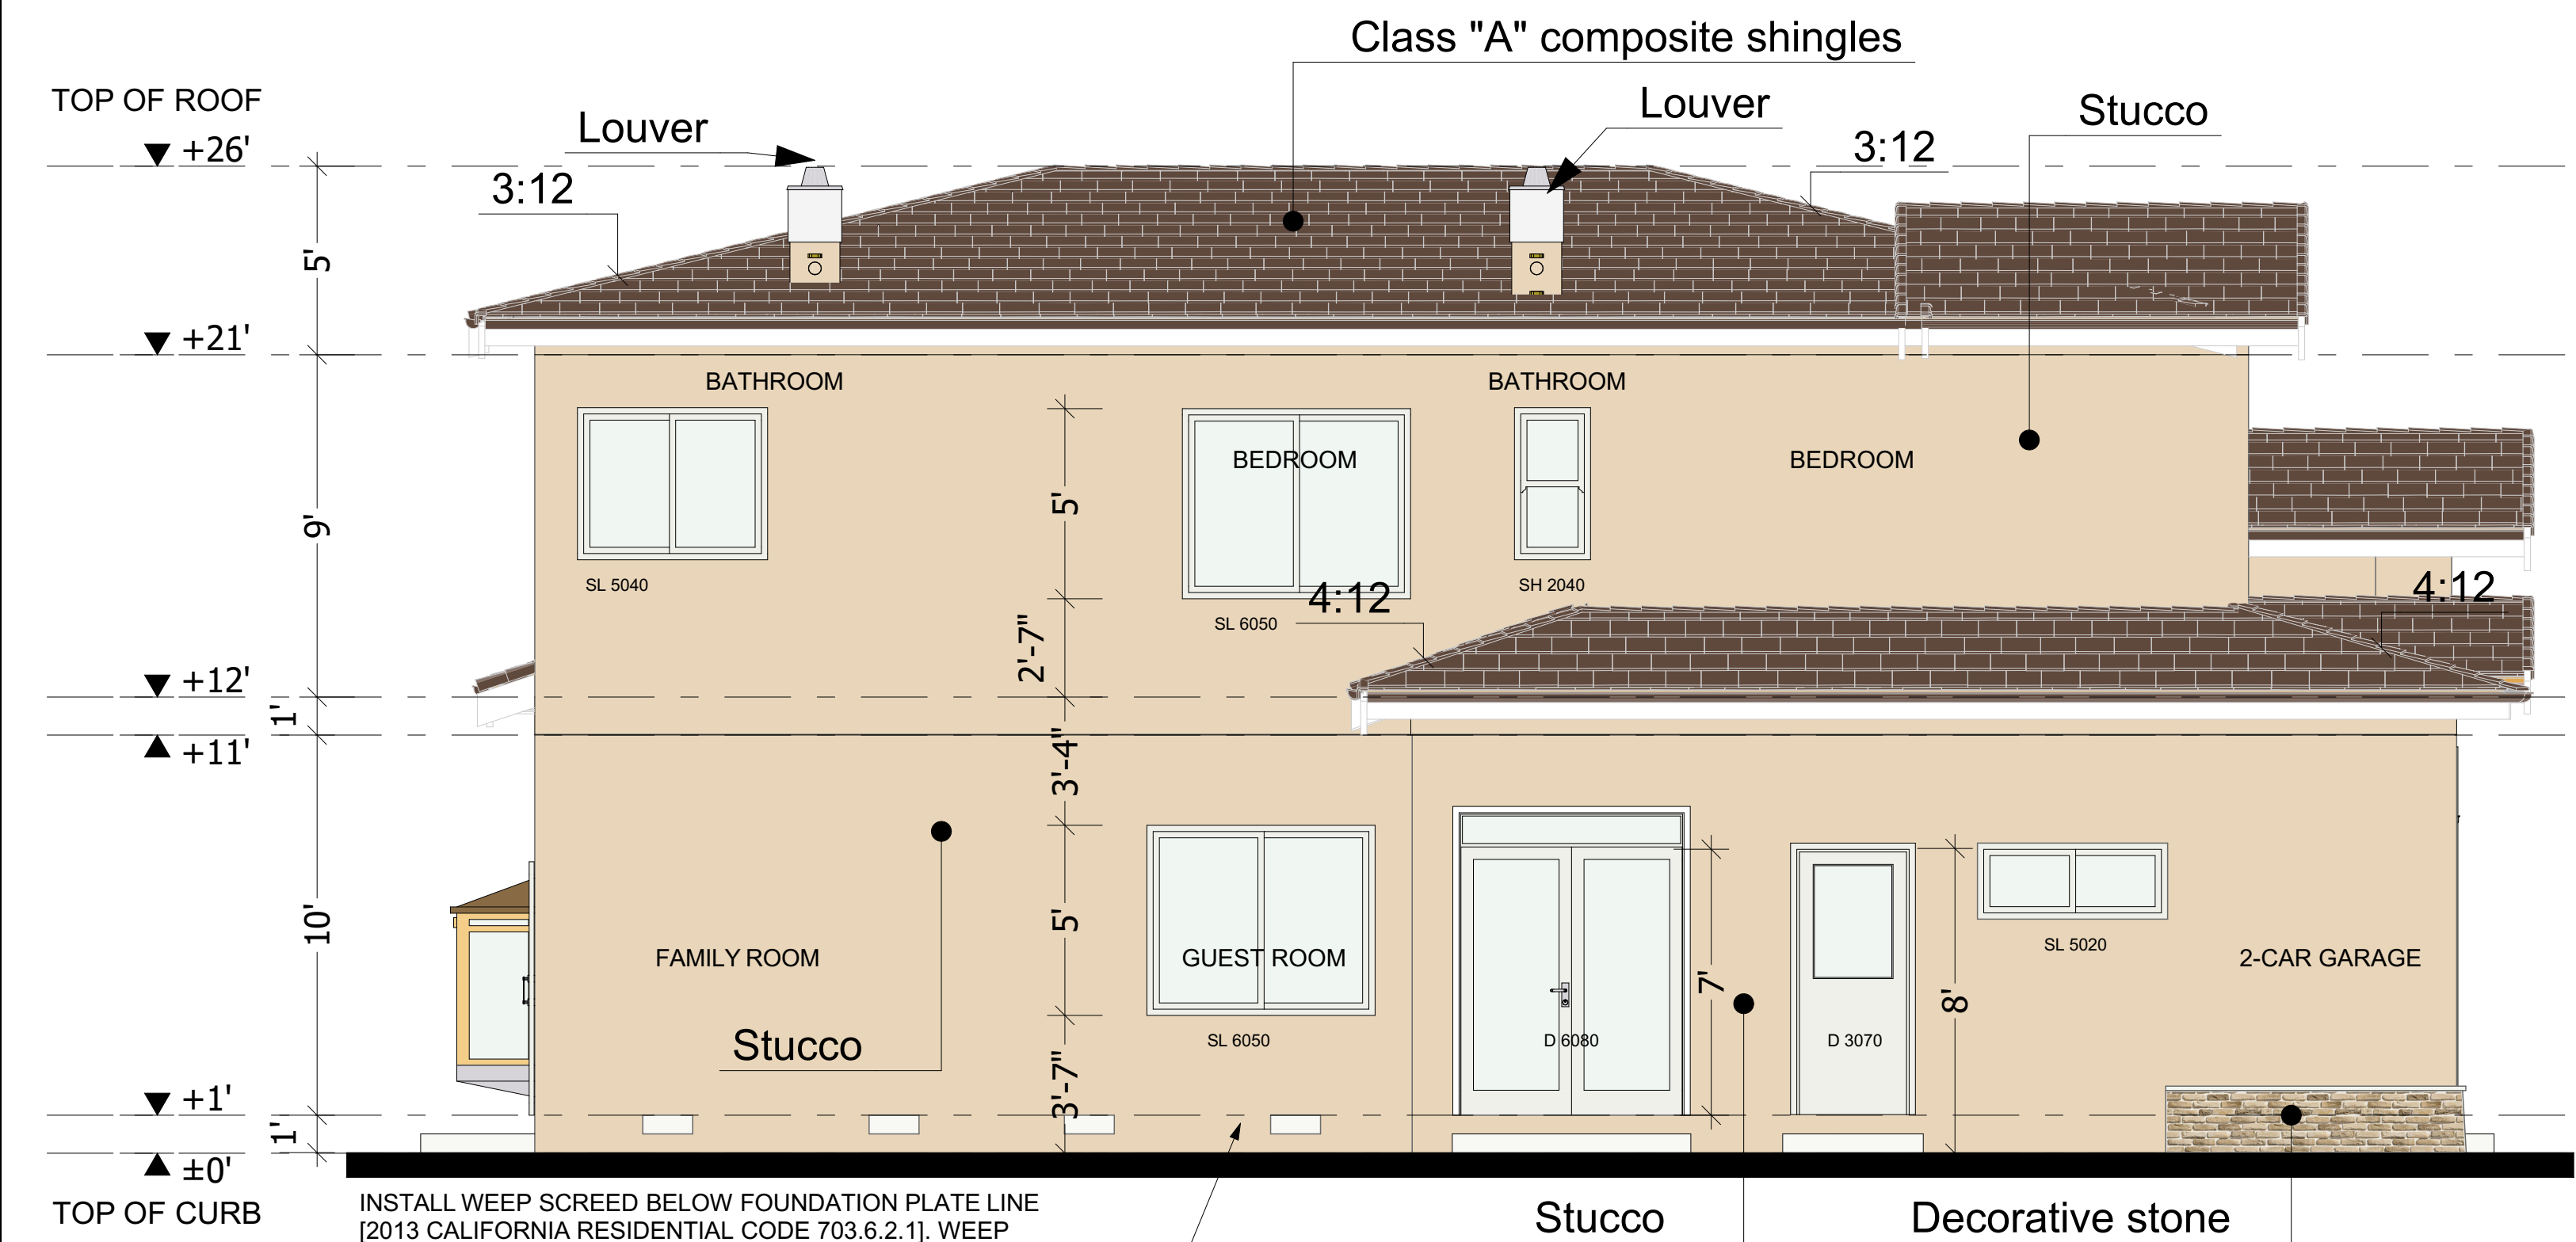 Class "A" composite shingles
TOP OF ROOF
Louver
Louver
Stucco
+26'
3:12
3:12
5'
+21'
BATHROOM
BATHROOM
BEDROOM
BEDROOM
5'
9'
SL 5040
SH 2040
4:12
4:12
SL 6050
2'-7"
+12'
1'
+11'
3'-4"
10'
5'
FAMILY ROOM
GUEST ROOM
SL 5020
2-CAR GARAGE
7'
8'
Stucco
SL 6050
D 6080
D 3070
3'-7"
+1'
1'
±0'
TOP OF CURB
INSTALL WEEP SCREED BELOW FOUNDATION PLATE LINE
[2013 CALIFORNIA RESIDENTIAL CODE 703.6.2.1]. WEEP
Stucco
Decorative stone